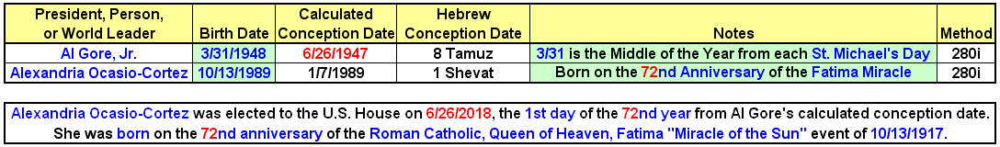 President, Person, or World Leader Birth Date Calculated Conception Date Hebrew Conception Date Notes Method
Al Gore, Jr. 3/31/1948 6/26/1947 8 Tamuz 3/31 is the Middle of the Year from each St. Michael's Day 280i
Alexandria Ocasio-Cortez 10/13/1989 1/7/1989 1 Shevat Born on the 72nd Anniversary of the Fatima Miracle 280i
Alexandria Ocasio-Cortez was elected to the U.S. House on 6/26/2018, the 1st day of the 72nd year from Al Gore's calculated conception date.
She was born on the 72nd anniversary of the Roman Catholic, Queen of Heaven, Fatima "Miracle of the Sun" event of 10/13/1917.